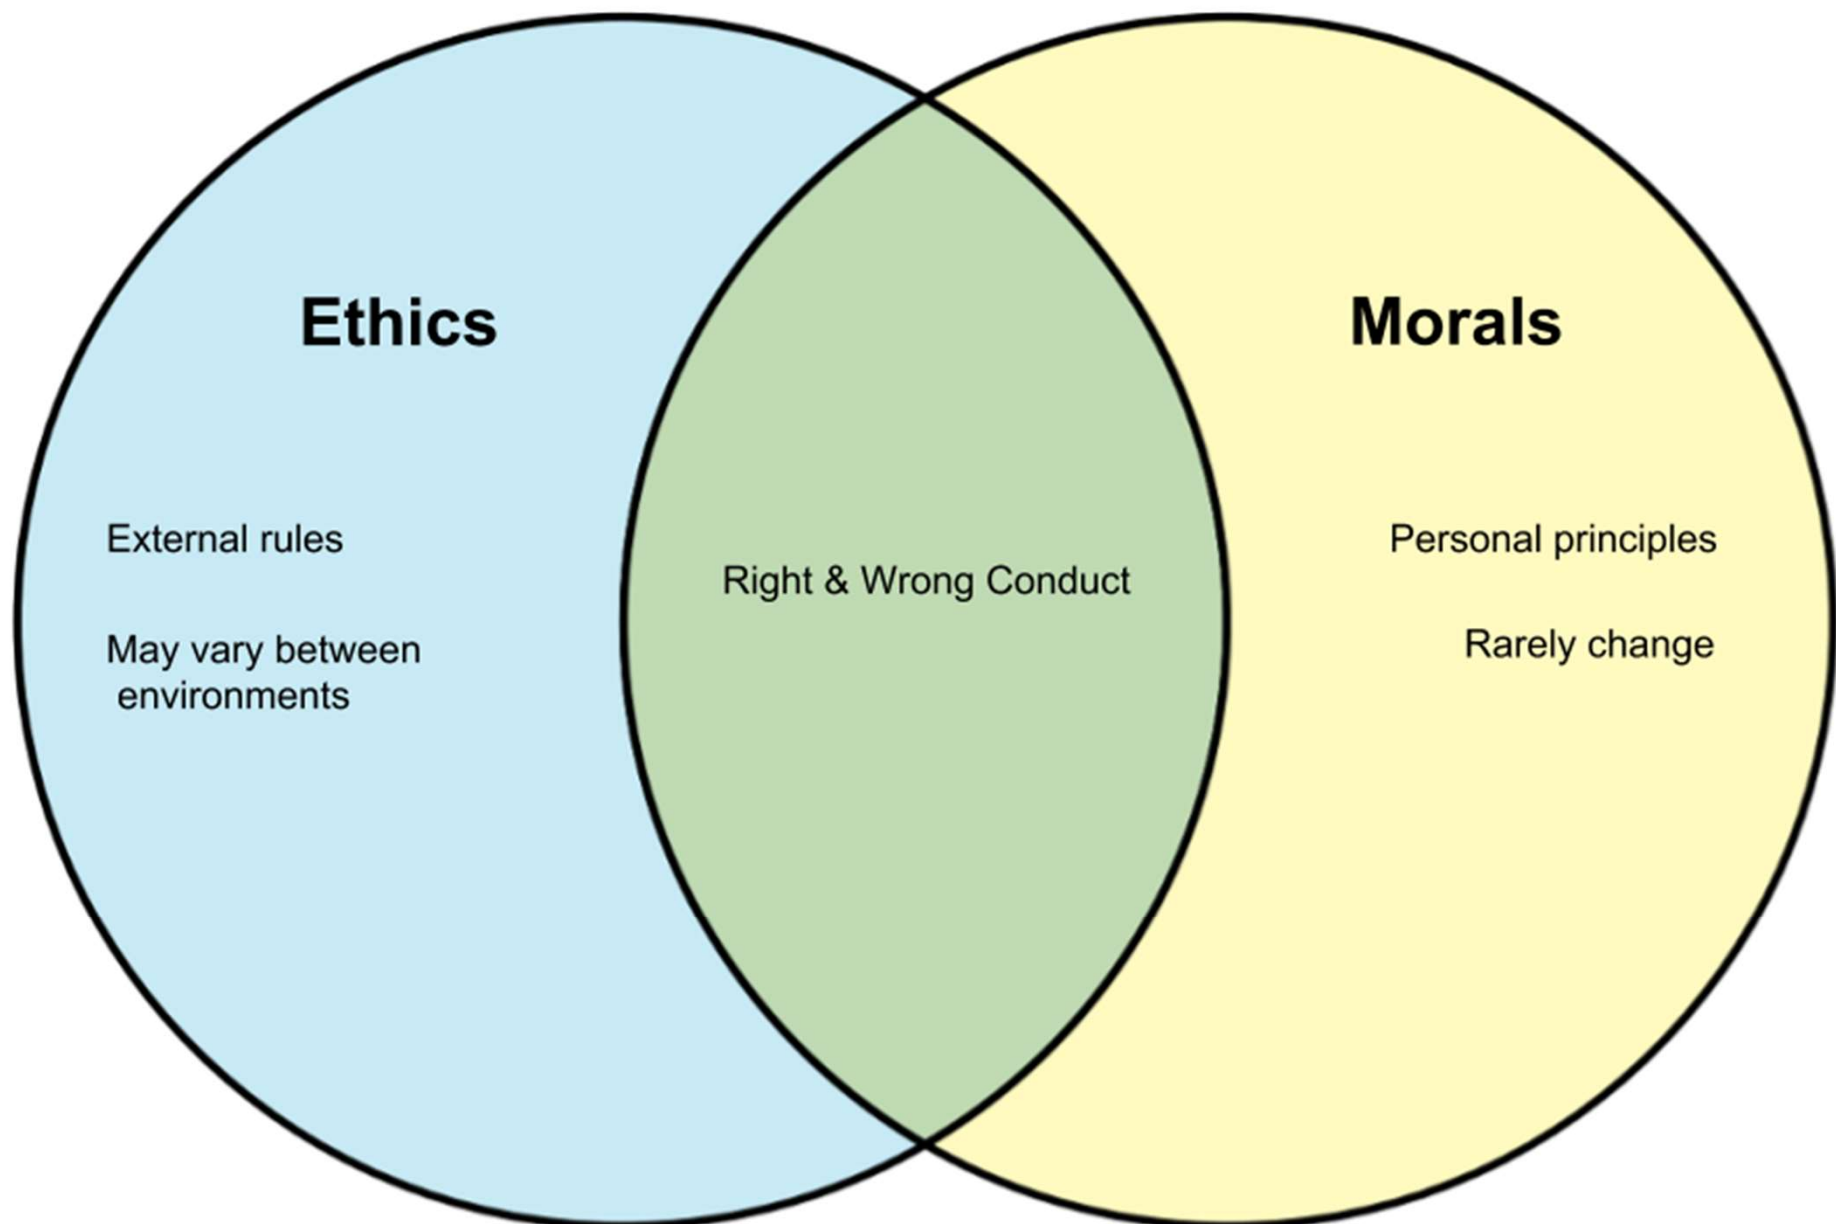 Ethics
Morals
External rules
Personal principles
Right & Wrong Conduct
May vary between
environments
Rarely change